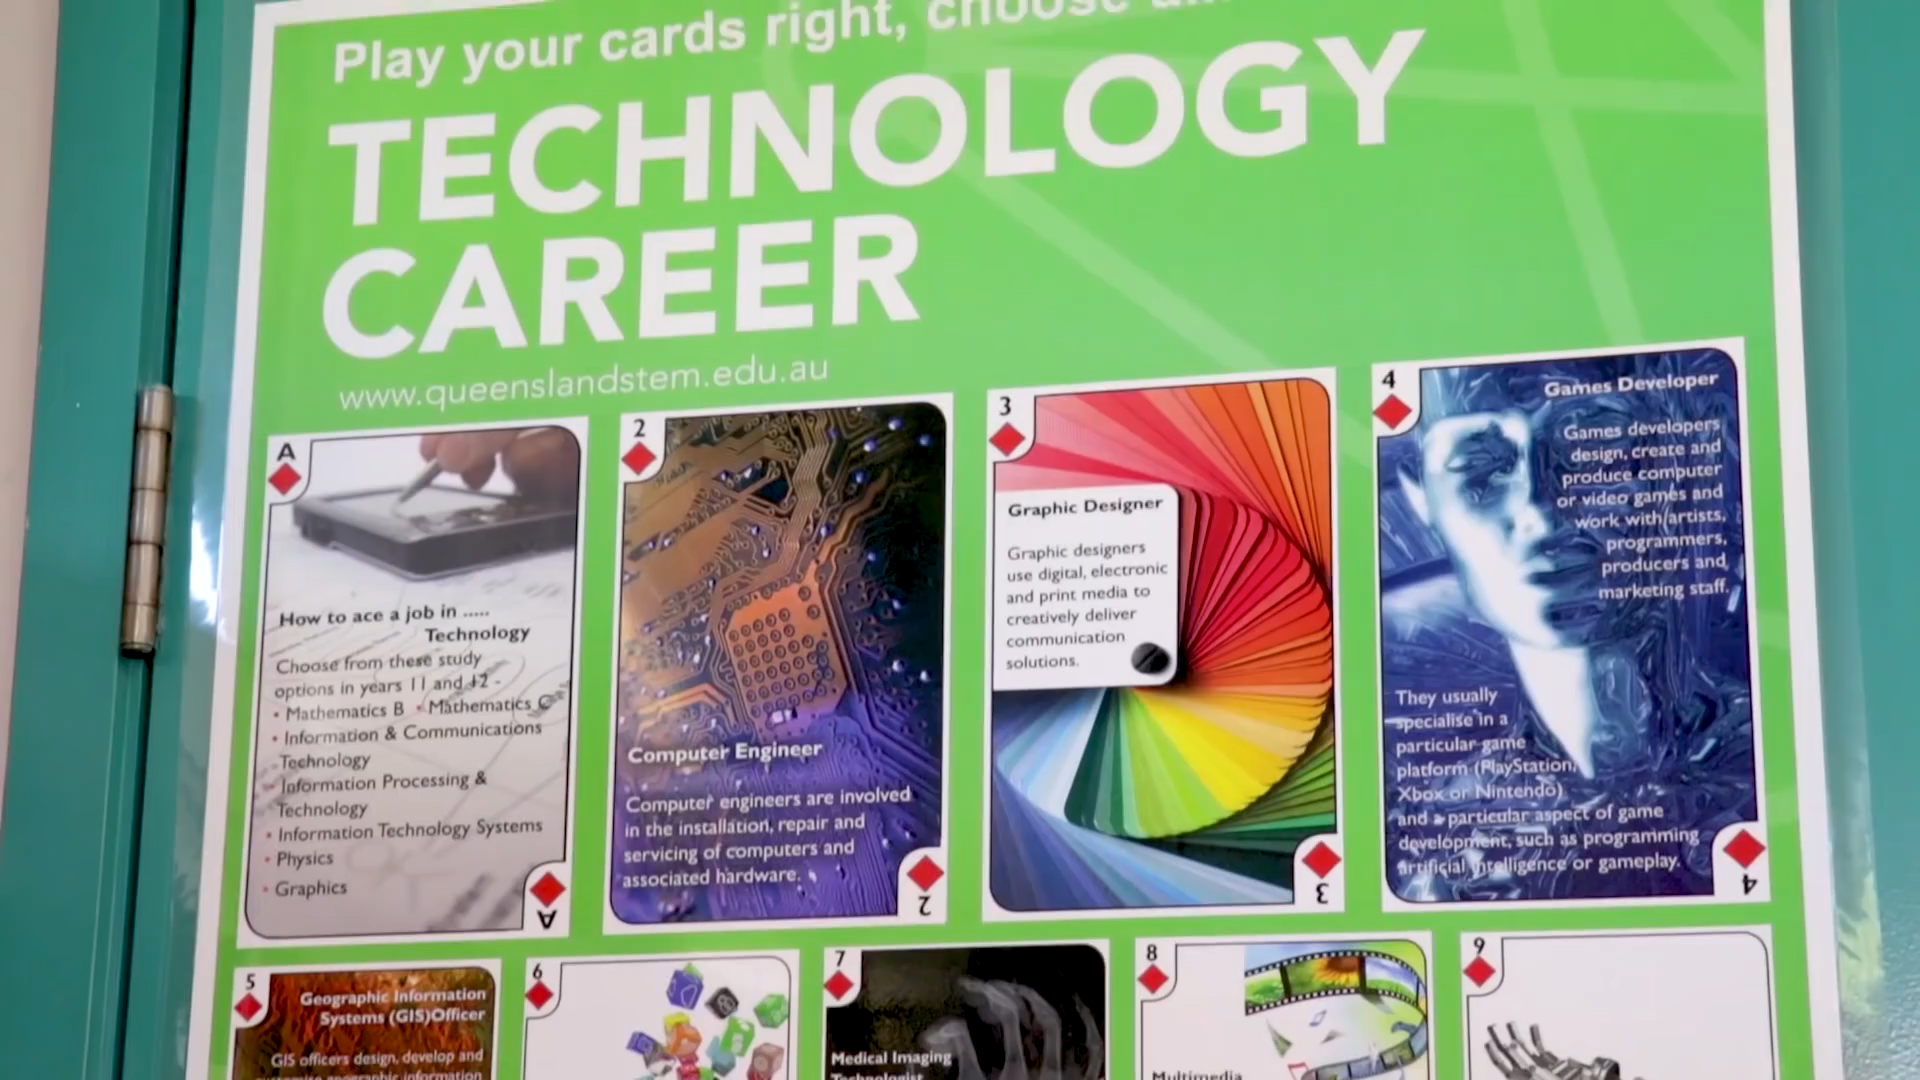 Play your cards right, choose
TECHNOLOGY
CAREER
www.queenslandstem.edu.au
A
How to ace a job in .....
Technology
Choose from these study
options in years 11 and 12 -
• Mathematics B • Mathematics C
• Information & Communications
Technology
• Information Processing &
Technology
• Information Technology Systems
• Physics
• Graphics
A
2
Computer Engineer
Computer engineers are involved
in the installation, repair and
servicing of computers and
associated hardware.
2
3
Graphic Designer
Graphic designers
use digital, electronic
and print media to
creatively deliver
communication
solutions.
3
4
Games Developer
Games developers
design, create and
produce computer
or video games and
work with artists,
programmers,
producers and
marketing staff.
They usually
specialise in a
particular game
platform (PlayStation,
Xbox or Nintendo)
and a particular aspect of game
development, such as programming
artificial intelligence or gameplay.
4
5
Geographic Information
Systems (GIS)Officer
GIS officers design, develop and
geographic information
6
7
Medical Imaging
Technologist
8
Multimedia
9